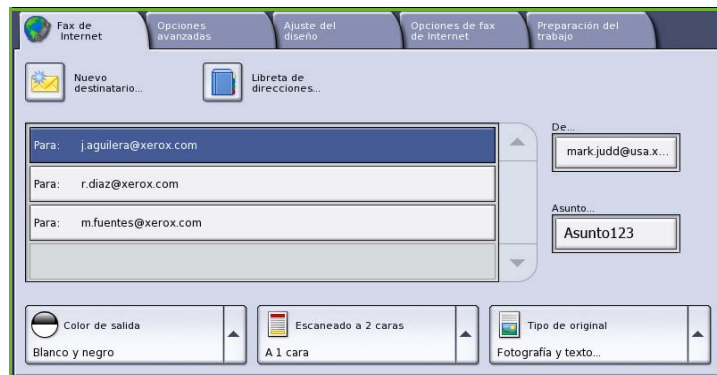 Fax de
Internet
Opciones
avanzadas
Ajuste del
diseño
Opciones de fax
de Internet
Preparación del
trabajo
Nuevo
destinatario...
Libreta de
direcciones...
Para: j.aguilera@xerox.com
Para: r.diaz@xerox.com
Para: m.fuentes@xerox.com
De...
mark.judd@usa.x...
Asunto...
Asunto123
Color de salida
Blanco y negro
Escaneado a 2 caras
A 1 cara
Tipo de original
Fotografía y texto...